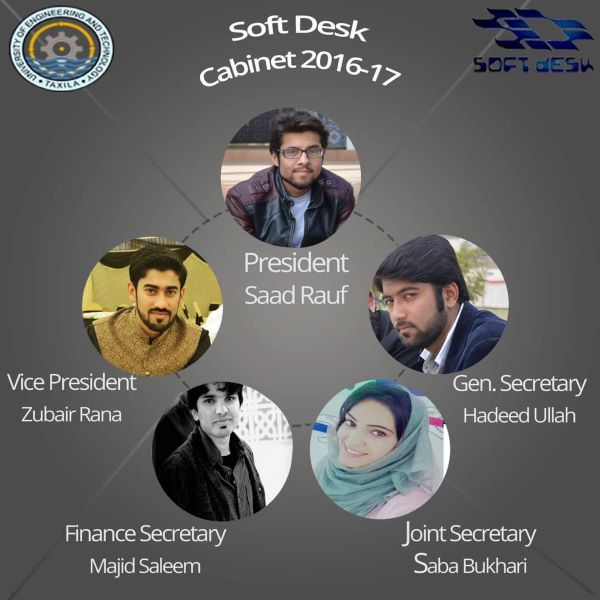 UNIVERSITY OF ENGINEERING AND TECHNOLOGY
• TAXILA •
Soft Desk
Cabinet 2016-17
SOFT dESK
President
Saad Rauf
Vice President
Zubair Rana
Gen. Secretary
Hadeed Ullah
Finance Secretary
Majid Saleem
Joint Secretary
Saba Bukhari